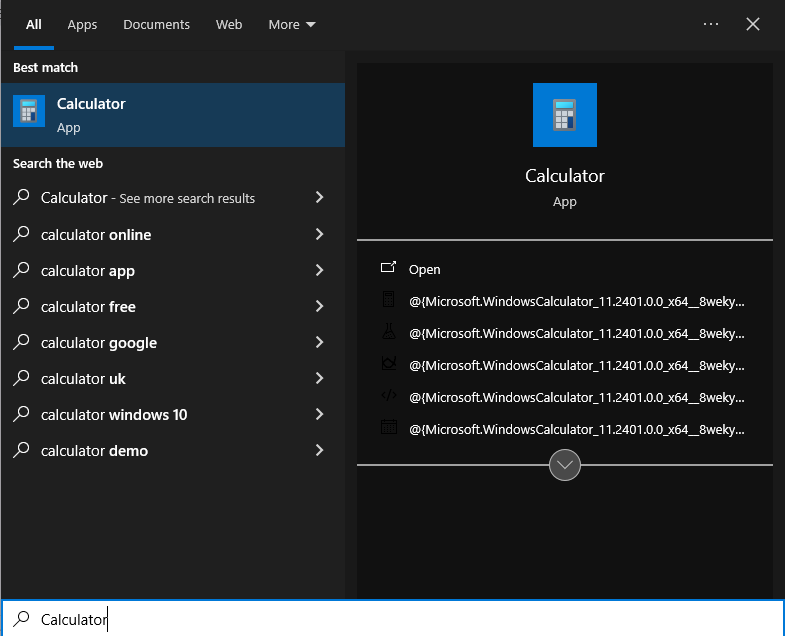 All Apps Documents Web More
Best match
Calculator
App
Search the web
Calculator - See more search results
calculator online
calculator app
calculator free
calculator google
calculator uk
calculator windows 10
calculator demo
Calculator
App
Open
@{Microsoft.WindowsCalculator_11.2401.0.0_x64__8weky...
@{Microsoft.WindowsCalculator_11.2401.0.0_x64__8weky...
@{Microsoft.WindowsCalculator_11.2401.0.0_x64__8weky...
@{Microsoft.WindowsCalculator_11.2401.0.0_x64__8weky...
@{Microsoft.WindowsCalculator_11.2401.0.0_x64__8weky...
Calculator